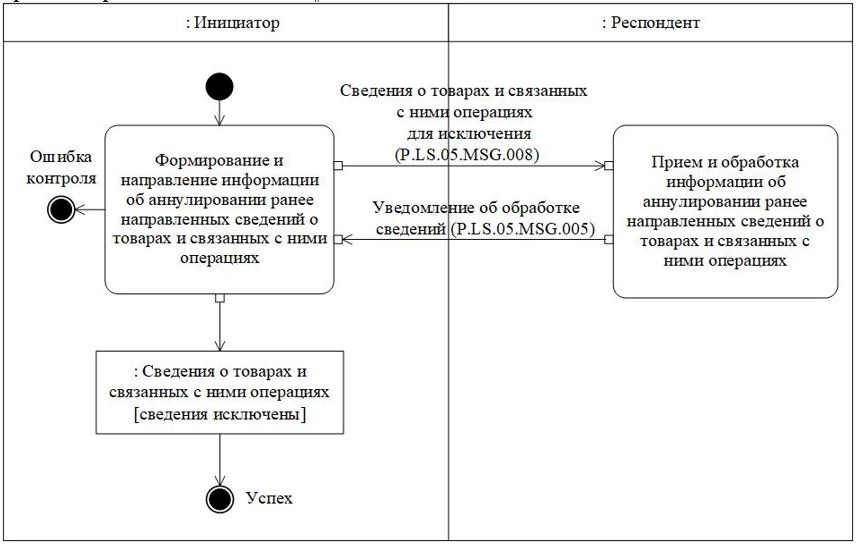 : Инициатор
: Респондент
Сведения о товарах и связанных
с ними операциях
для исключения
(P.LS.05.MSG.008)
Ошибка
контроля
Формирование и
направление информации
об аннулировании ранее
направленных сведений о
товарах и связанных с ними
операциях
Прием и обработка
информации об
аннулировании ранее
направленных сведений о
товарах и связанных с
ними операциях
Уведомление об обработке
сведений (P.LS.05.MSG.005)
: Сведения о товарах и
связанных с ними операциях
[сведения исключены]
Успех